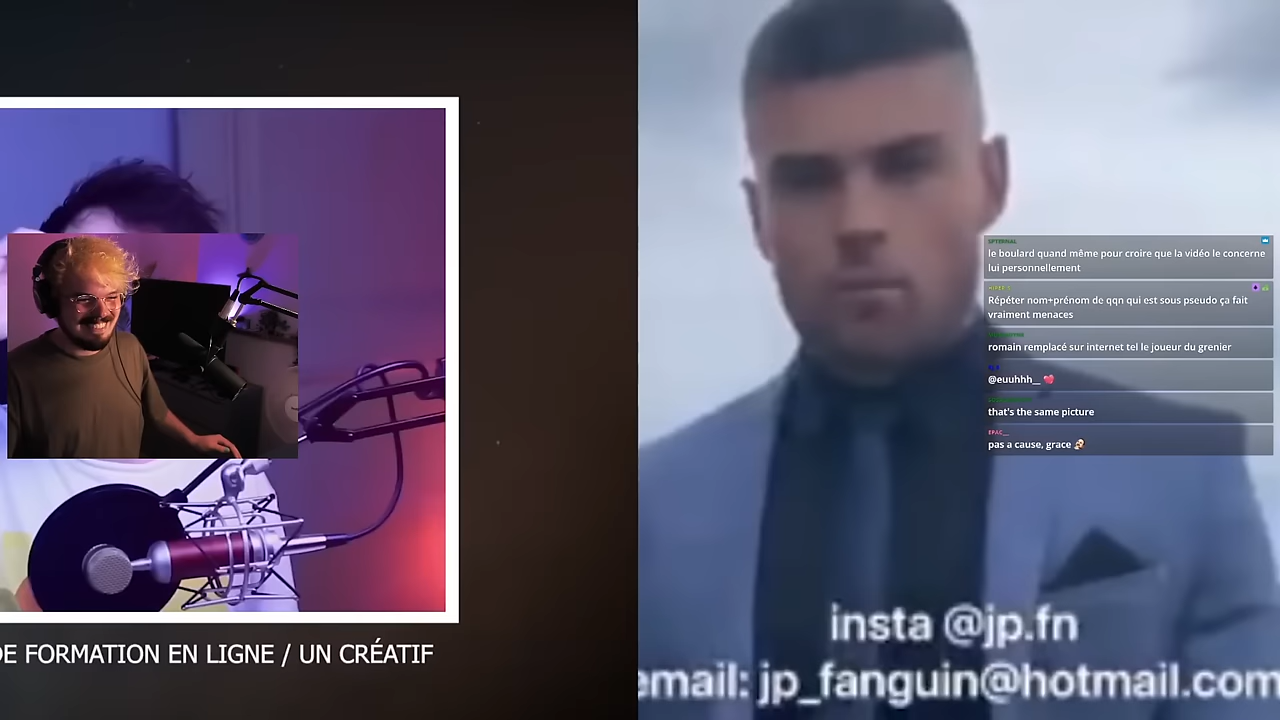 DE FORMATION EN LIGNE / UN CRÉATIF
le boulard quand même pour croire que la vidéo le concerne
lui personnellement
Répéter nom+prénom de qqn qui est sous pseudo ça fait
vraiment menaces
romain remplacé sur internet tel le joueur du grenier
@euuhhh__
that's the same picture
EPAC__
pas a cause, grace
insta @jp.fn
email: jp_fanguin@hotmail.com